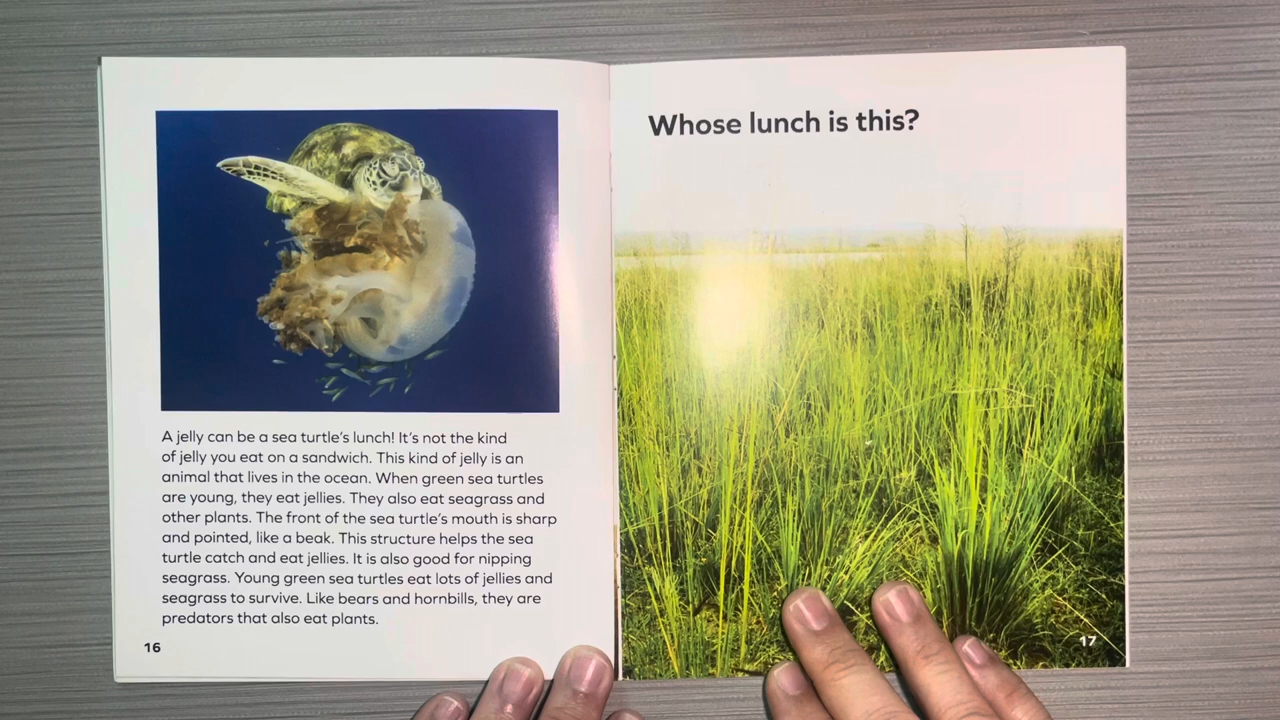 A jelly can be a sea turtle’s lunch! It’s not the kind
of jelly you eat on a sandwich. This kind of jelly is an
animal that lives in the ocean. When green sea turtles
are young, they eat jellies. They also eat seagrass and
other plants. The front of the sea turtle’s mouth is sharp
and pointed, like a beak. This structure helps the sea
turtle catch and eat jellies. It is also good for nipping
seagrass. Young green sea turtles eat lots of jellies and
seagrass to survive. Like bears and hornbills, they are
predators that also eat plants.
16
Whose lunch is this?
17